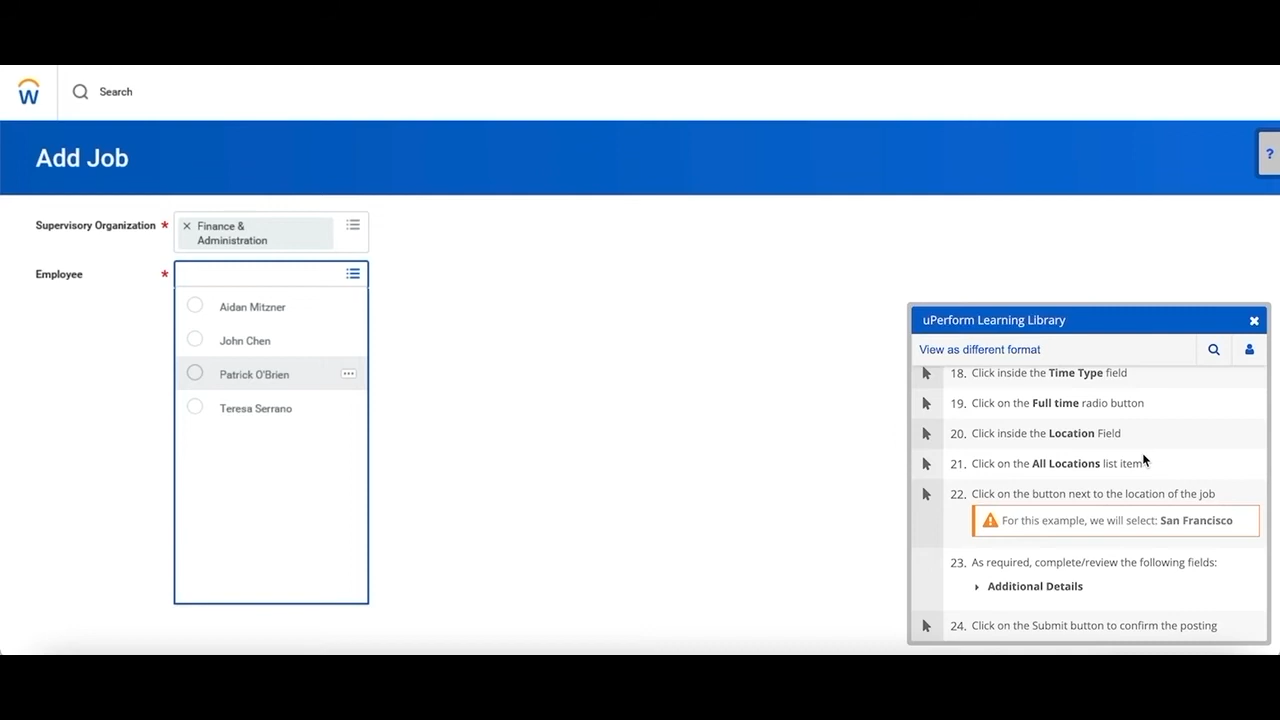 W
Search
Add Job
?
Supervisory Organization *
× Finance &
Administration
Employee *
Aidan Mitzner
John Chen
Patrick O'Brien
Teresa Serrano
uPerform Learning Library
View as different format
18. Click inside the Time Type field
19. Click on the Full time radio button
20. Click inside the Location Field
21. Click on the All Locations list item
22. Click on the button next to the location of the job
For this example, we will select: San Francisco
23. As required, complete/review the following fields:
Additional Details
24. Click on the Submit button to confirm the posting